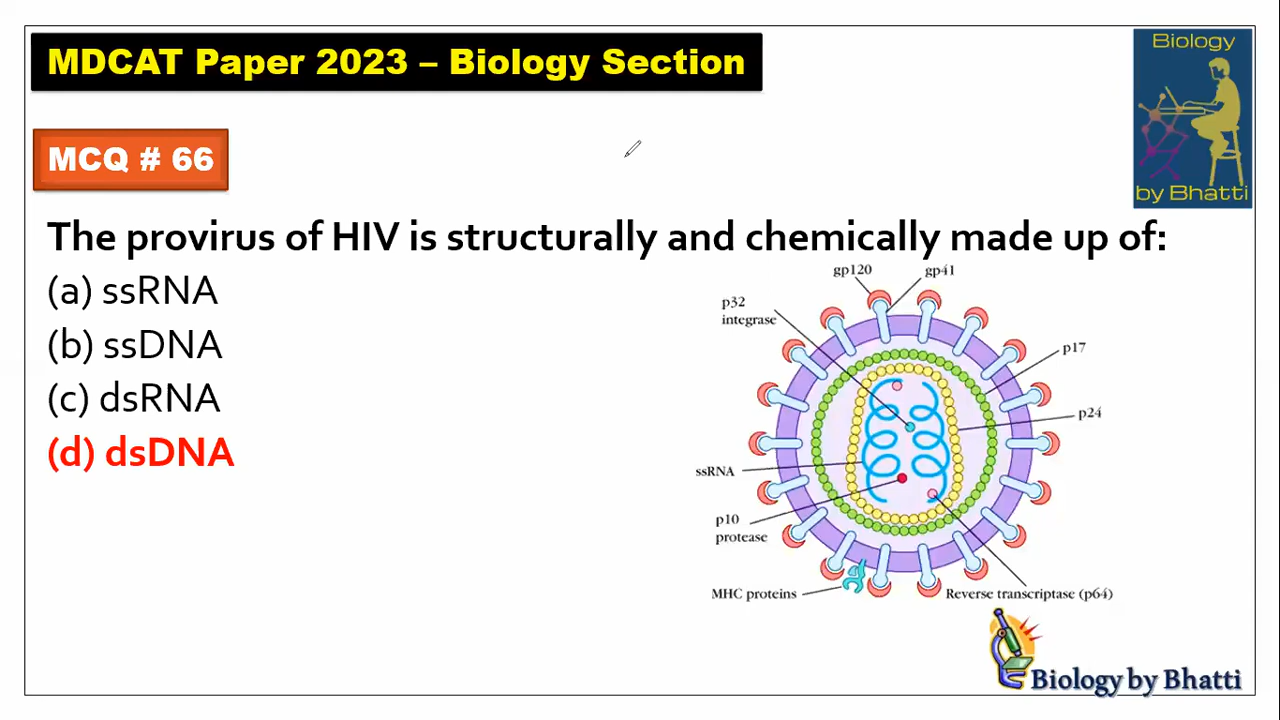 MDCAT Paper 2023 – Biology Section
Biology
by Bhatti
MCQ # 66
The provirus of HIV is structurally and chemically made up of:
(a) ssRNA
(b) ssDNA
(c) dsRNA
(d) dsDNA
gp120
gp41
p32
integrase
p17
p24
ssRNA
p10
protease
MHC proteins
Reverse transcriptase (p64)
Biology by Bhatti